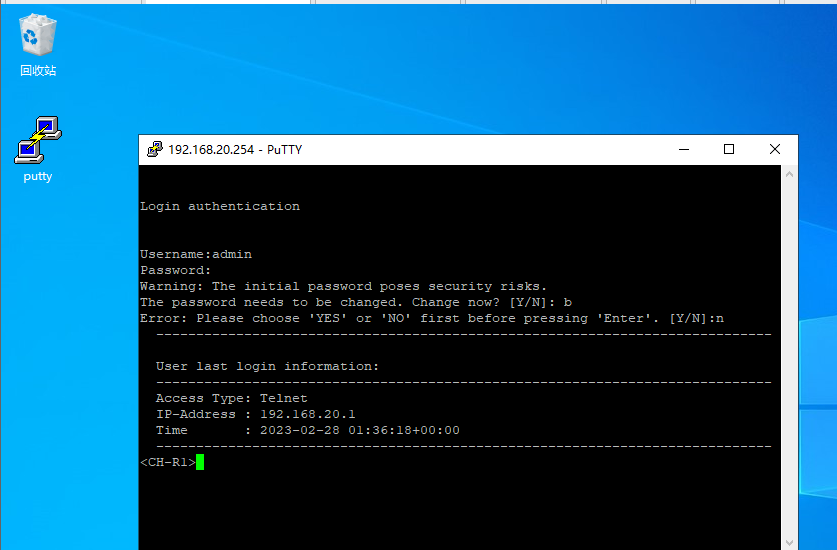 回收站
putty
192.168.20.254 - PuTTY
Login authentication
Username:admin
Password:
Warning: The initial password poses security risks.
The password needs to be changed. Change now? [Y/N]: b
Error: Please choose 'YES' or 'NO' first before pressing 'Enter'. [Y/N]:n
-----------------------------------------------------------------------------
User last login information:
-----------------------------------------------------------------------------
Access Type: Telnet
IP-Address : 192.168.20.1
Time       : 2023-02-28 01:36:18+00:00
-----------------------------------------------------------------------------
<CH-R1>